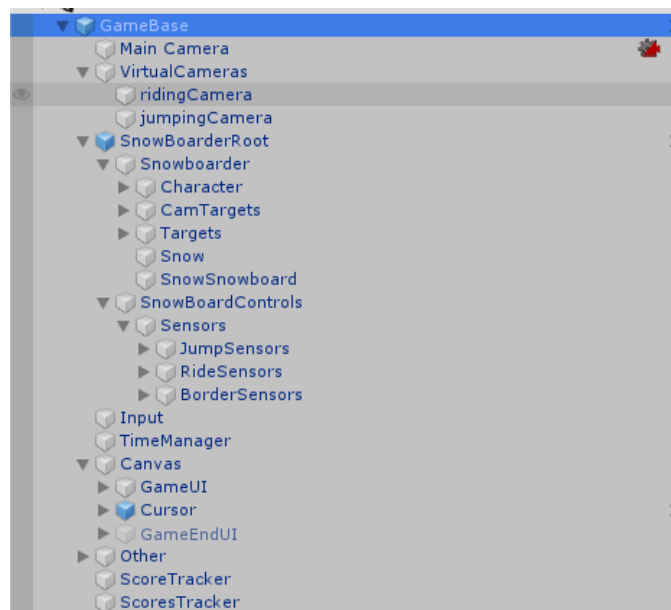 GameBase
Main Camera
VirtualCameras
ridingCamera
jumpingCamera
SnowBoarderRoot
Snowboarder
Character
CamTargets
Targets
Snow
SnowSnowboard
SnowBoardControls
Sensors
JumpSensors
RideSensors
BorderSensors
Input
TimeManager
Canvas
GameUI
Cursor
GameEndUI
Other
ScoreTracker
ScoresTracker